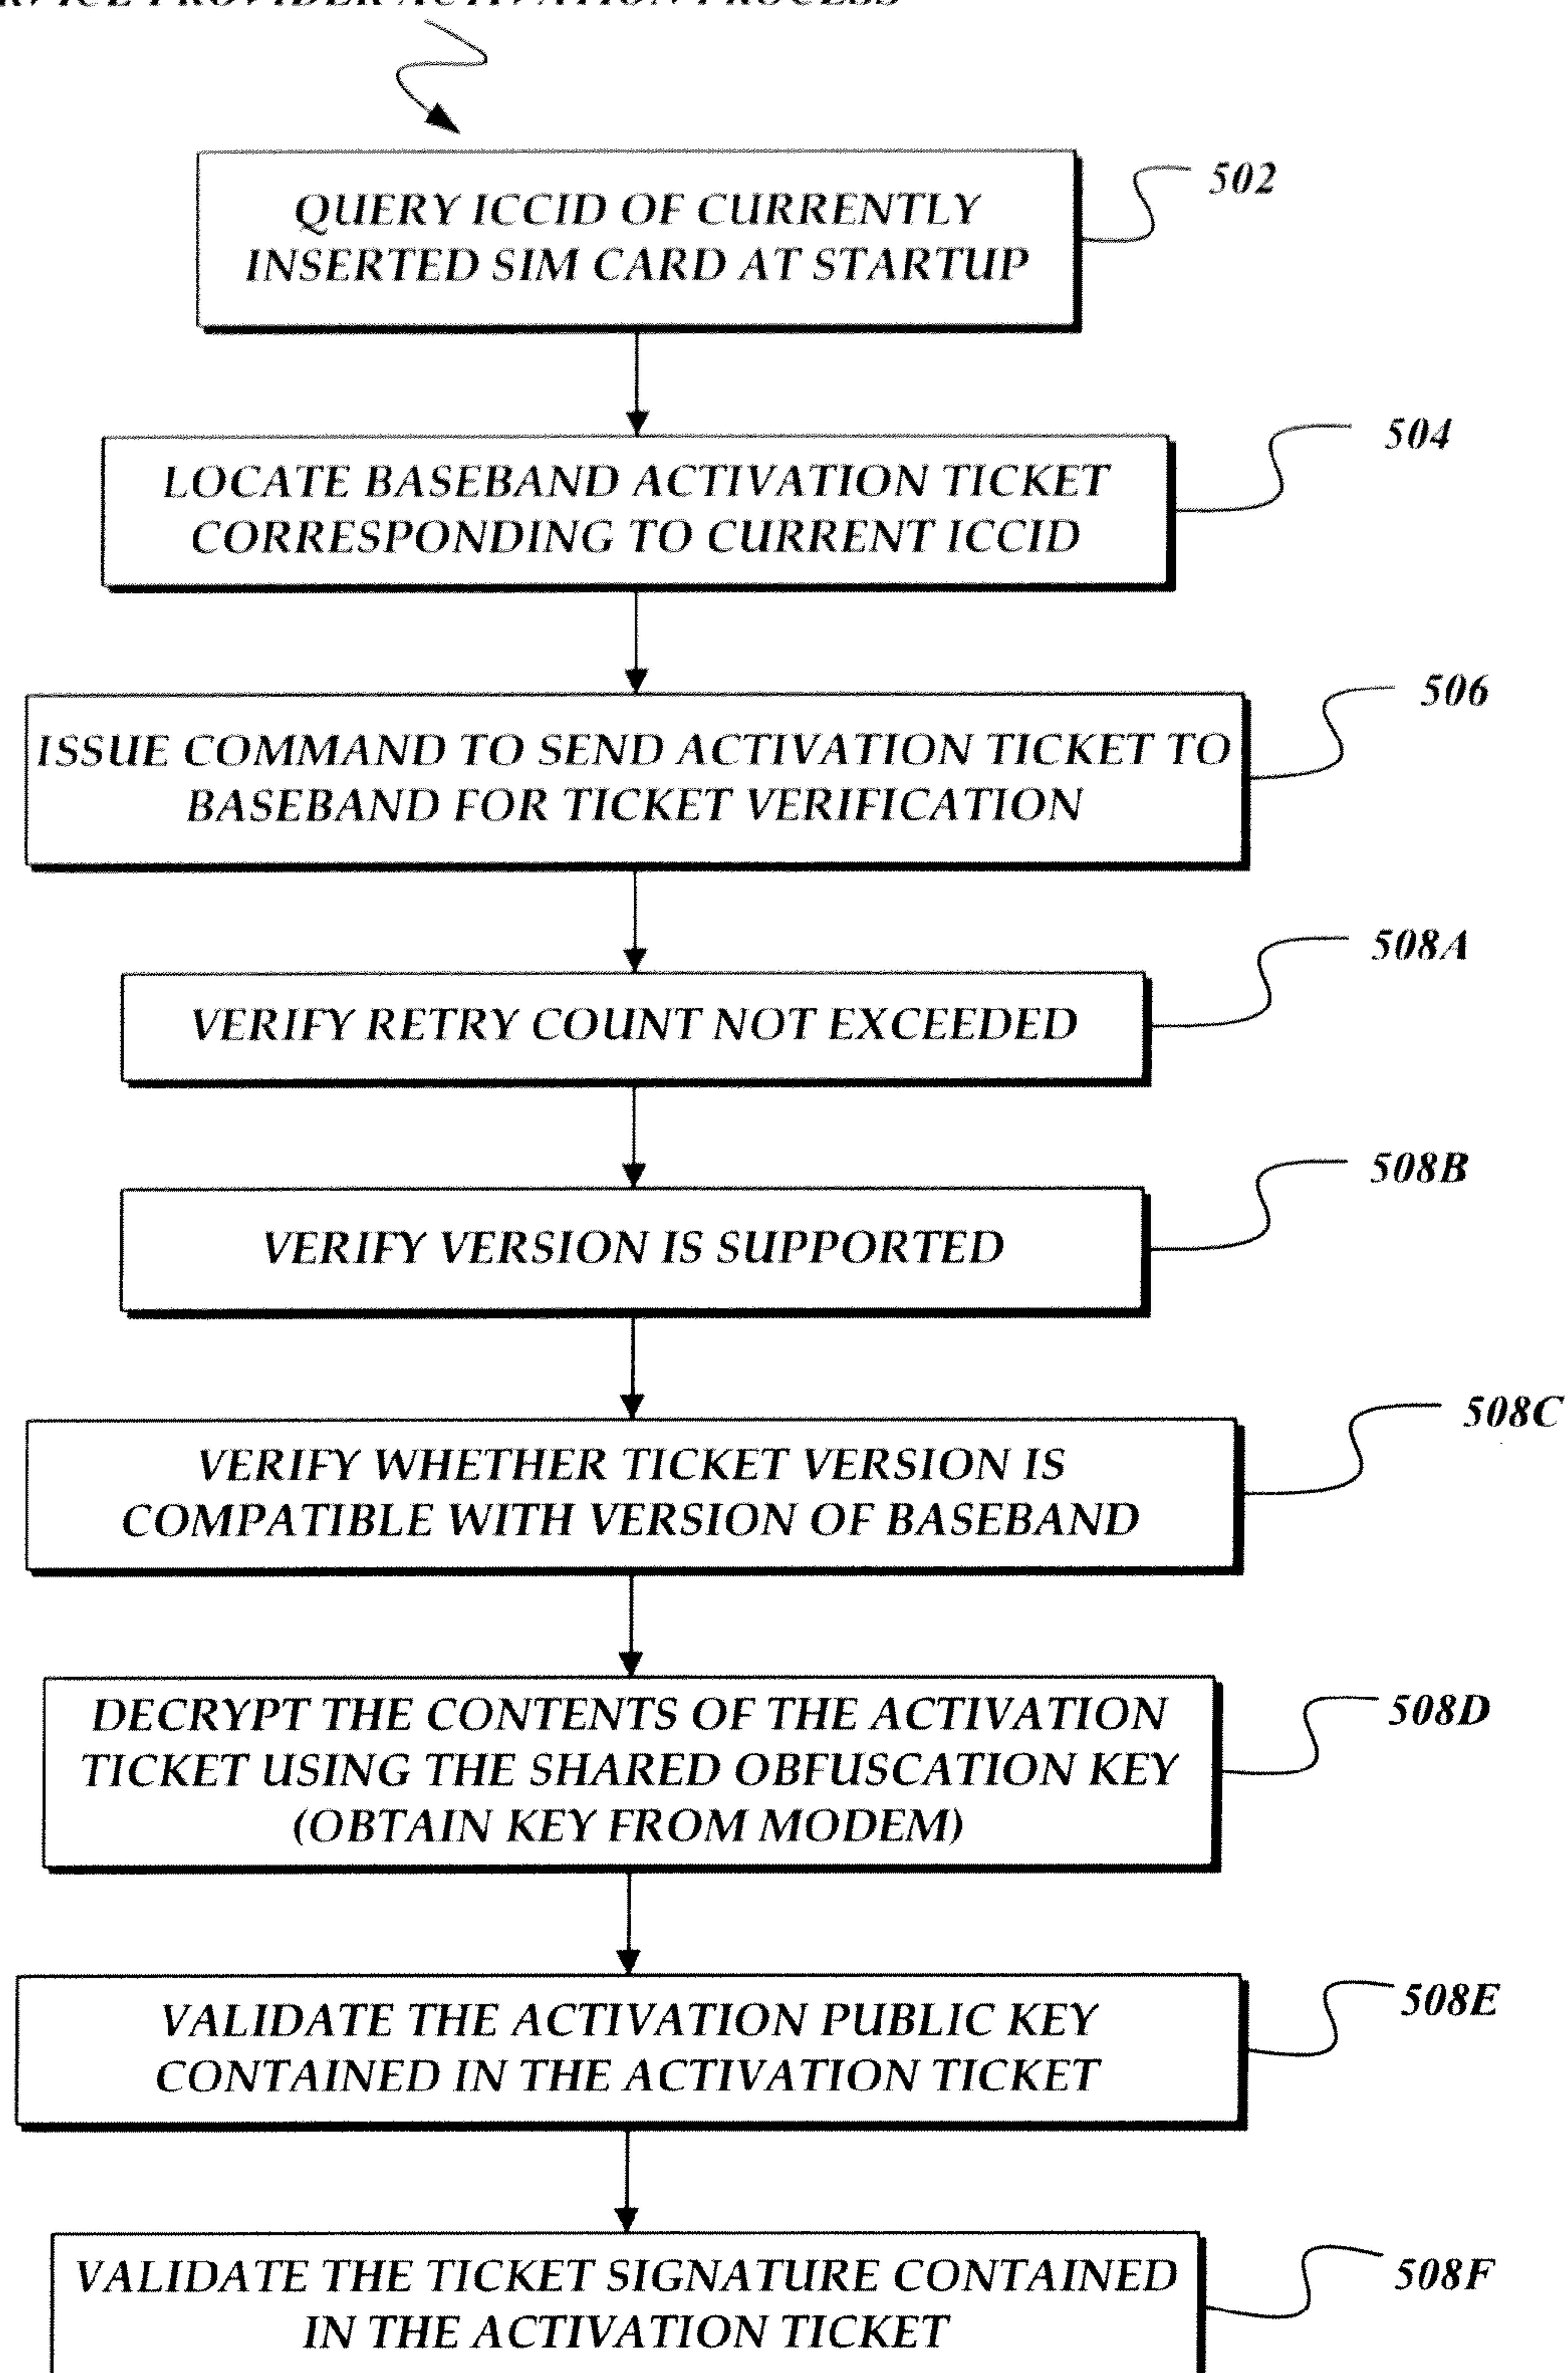 PROVIDER ACTIVATION PROCESS
502
QUERY ICCID OF CURRENTLY
INSERTED SIM CARD AT STARTUP
504
LOCATE BASEBAND ACTIVATION TICKET
CORRESPONDING TO CURRENT ICCID
506
ISSUE COMMAND TO SEND ACTIVATION TICKET TO
BASEBAND FOR TICKET VERIFICATION
508A
VERIFY RETRY COUNT NOT EXCEEDED
508B
VERIFY VERSION IS SUPPORTED
508C
VERIFY WHETHER TICKET VERSION IS
COMPATIBLE WITH VERSION OF BASEBAND
508D
DECRYPT THE CONTENTS OF THE ACTIVATION
TICKET USING THE SHARED OBFUSCATION KEY
(OBTAIN KEY FROM MODEM)
508E
VALIDATE THE ACTIVATION PUBLIC KEY
CONTAINED IN THE ACTIVATION TICKET
508F
VALIDATE THE TICKET SIGNATURE CONTAINED
IN THE ACTIVATION TICKET